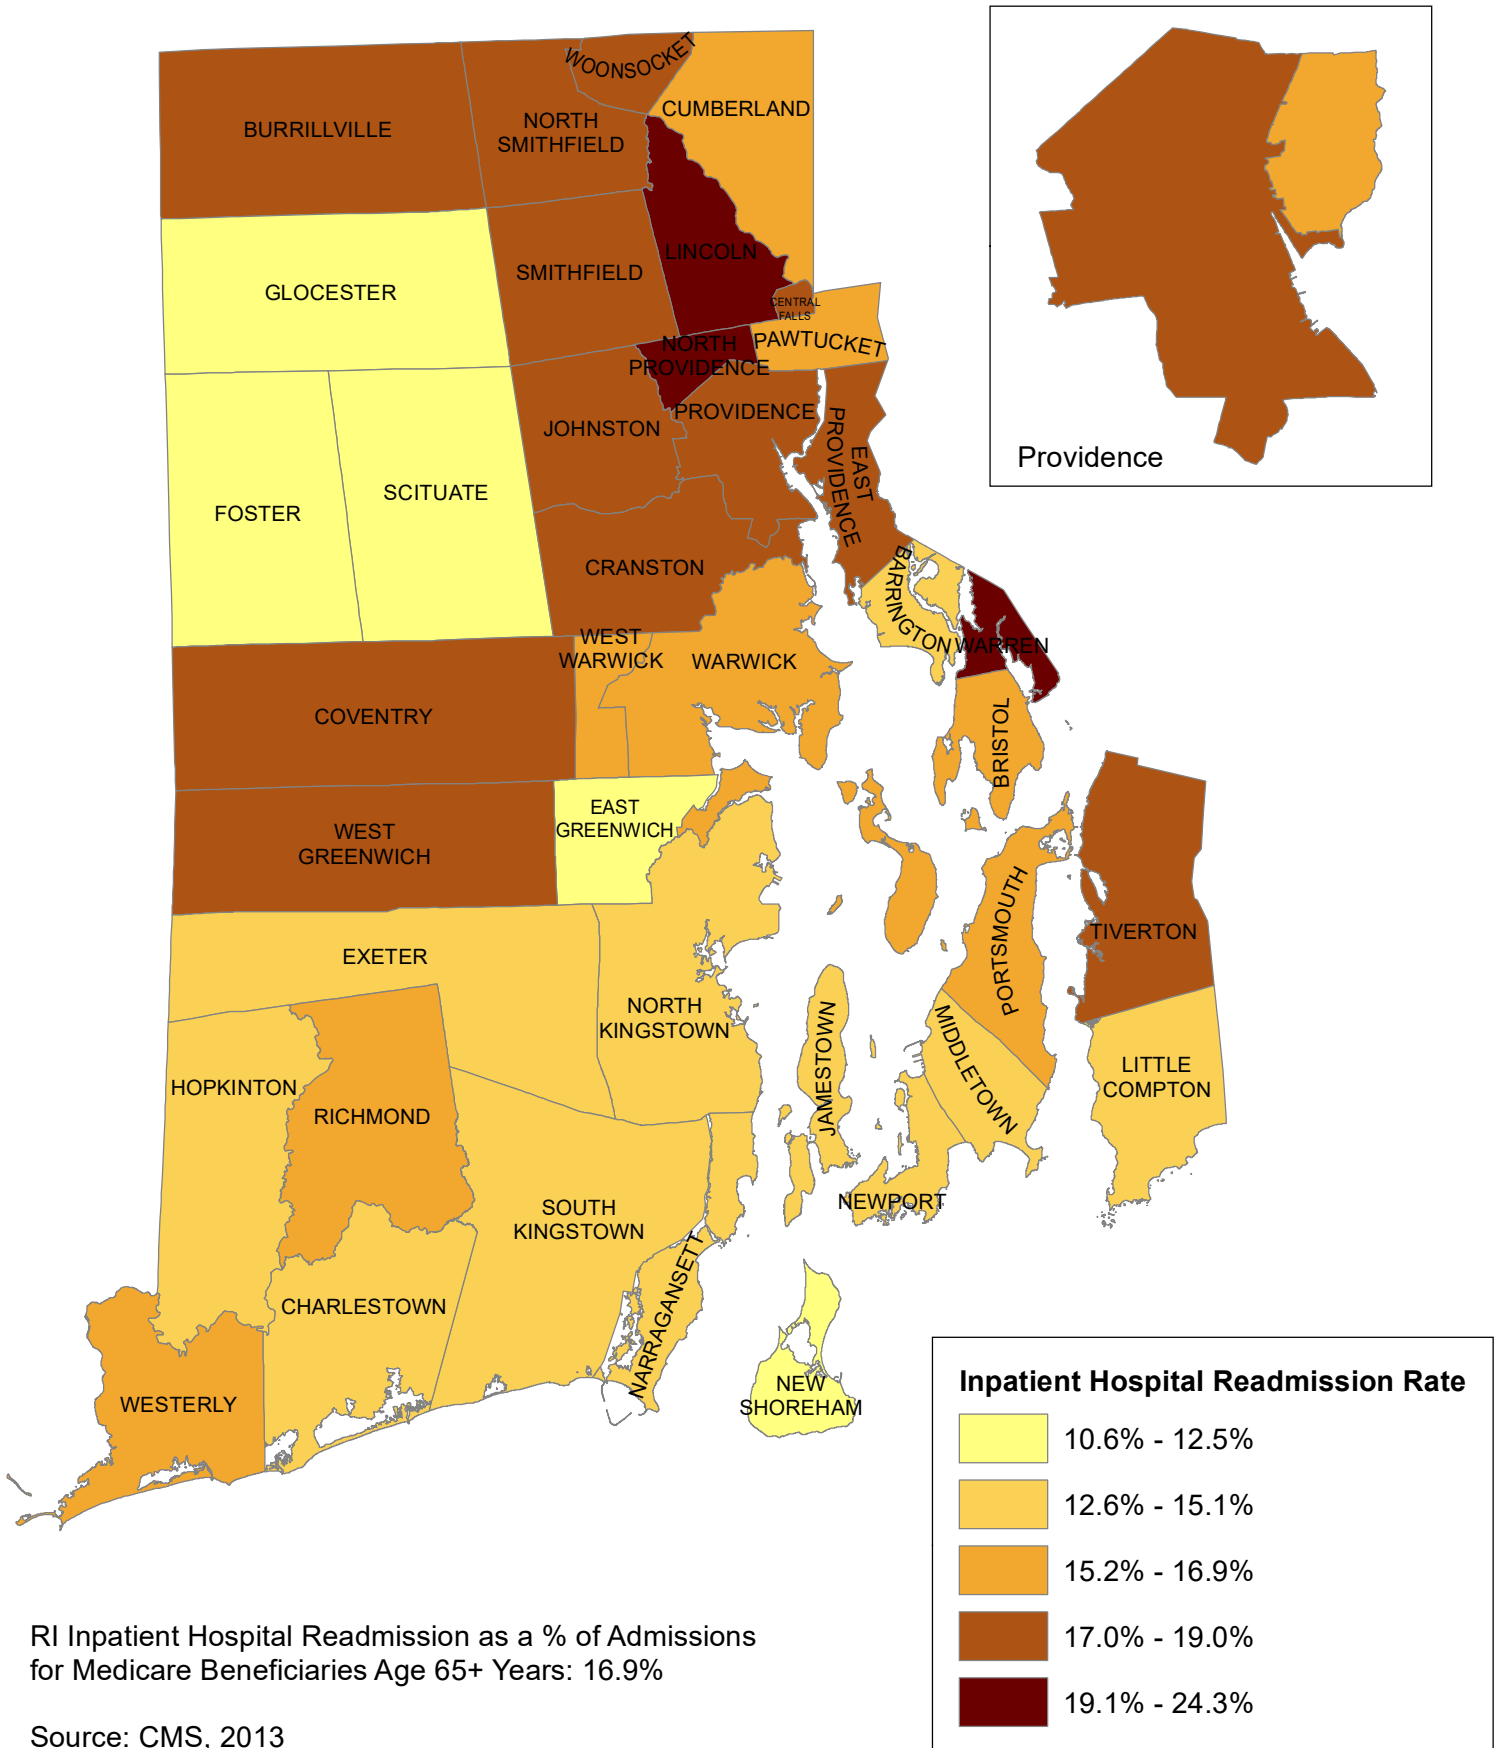 WOONSOCKET
CUMBERLAND
BURRILLVILLE
NORTH
SMITHFIELD
LINCOLN
SMITHFIELD
GLOCESTER
CENTRAL
FALLS
NORTH
PROVIDENCE
PAWTUCKET
PROVIDENCE
JOHNSTON
EAST
PROVIDENCE
Providence
SCITUATE
FOSTER
CRANSTON
BARRINGTON
WARREN
WEST
WARWICK
WARWICK
COVENTRY
BRISTOL
EAST
GREENWICH
WEST
GREENWICH
PORTSMOUTH
TIVERTON
EXETER
NORTH
KINGSTOWN
JAMESTOWN
MIDDLETOWN
LITTLE
COMPTON
HOPKINTON
RICHMOND
NEWPORT
SOUTH
KINGSTOWN
NARRAGANSETT
CHARLESTOWN
WESTERLY
NEW
SHOREHAM
Inpatient Hospital Readmission Rate
10.6% - 12.5%
12.6% - 15.1%
15.2% - 16.9%
17.0% - 19.0%
19.1% - 24.3%
RI Inpatient Hospital Readmission as a % of Admissions
for Medicare Beneficiaries Age 65+ Years: 16.9%
Source: CMS, 2013